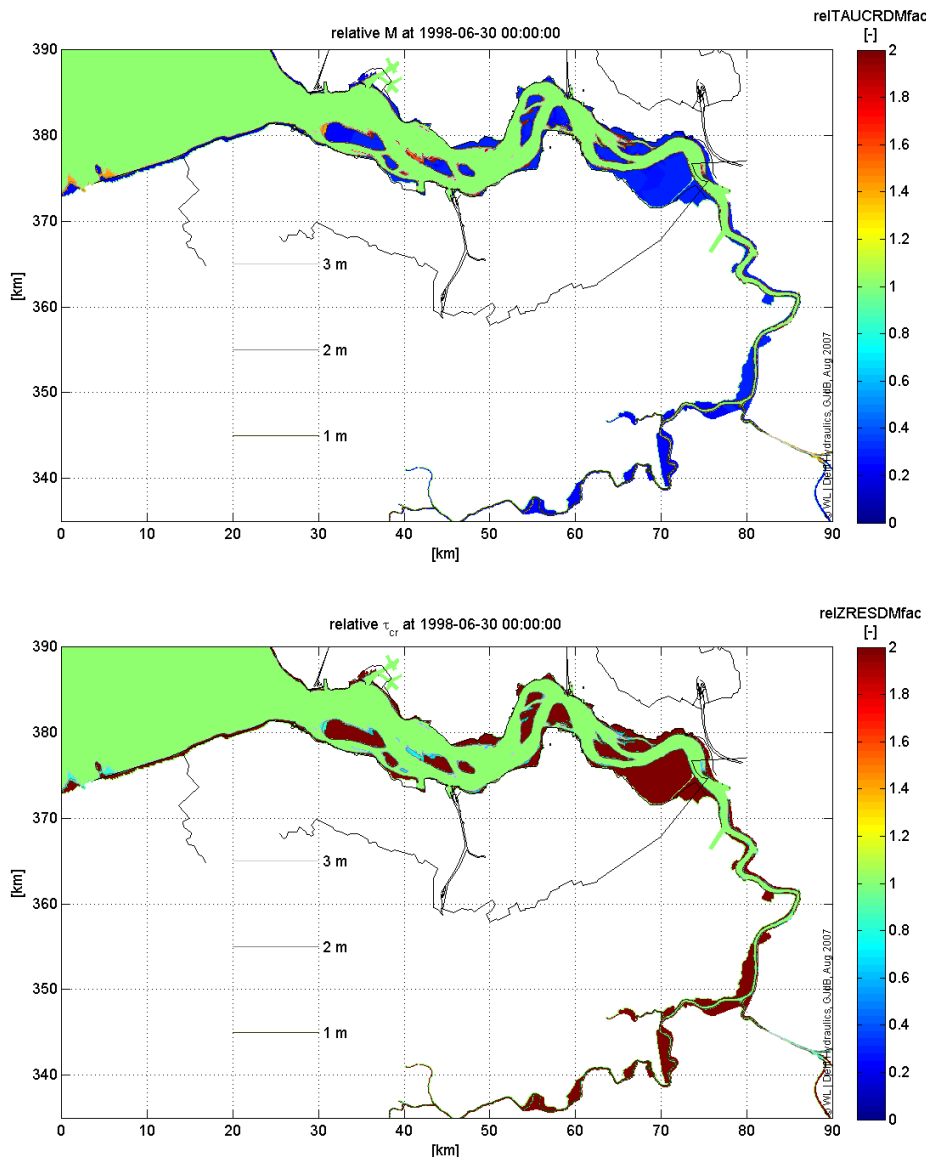 relTAUCRDMfac
[-]
relative M at 1998-06-30 00:00:00
390
380
370
360
350
340
[km]
3 m
2 m
1 m
0 10 20 30 40 50 60 70 80 90
[km]
2
1.8
1.6
1.4
1.2
1
0.8
0.6
0.4
0.2
0
© WL | Delft Hydraulics, GJdB, Aug 2007
relZRESDMfac
[-]
relative τcr at 1998-06-30 00:00:00
390
380
370
360
350
340
[km]
3 m
2 m
1 m
0 10 20 30 40 50 60 70 80 90
[km]
2
1.8
1.6
1.4
1.2
1
0.8
0.6
0.4
0.2
0
© WL | Delft Hydraulics, GJdB, Aug 2007